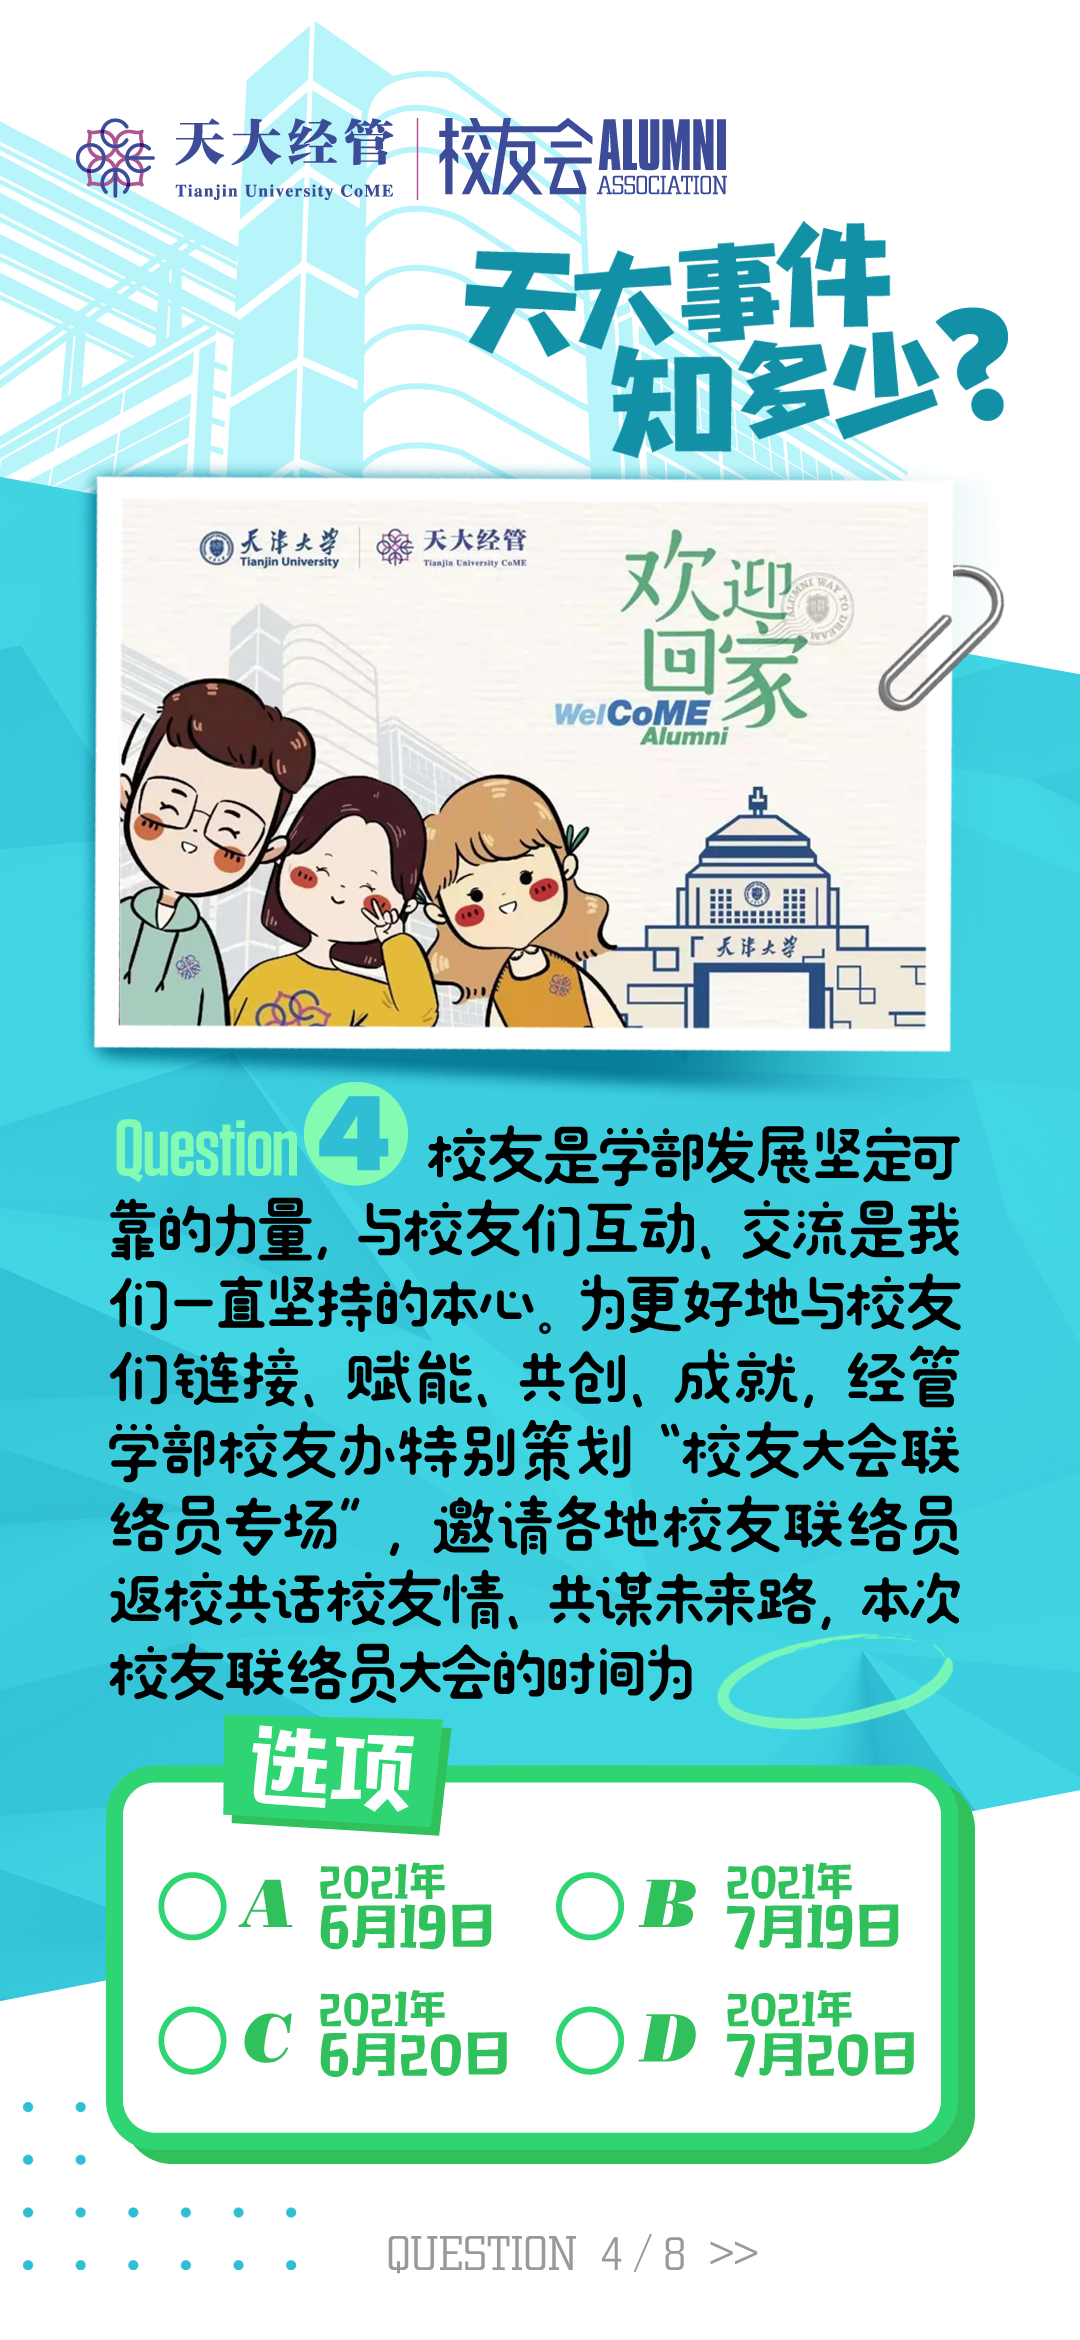 天大经管
Tianjin University CoME
校友会 ALUMNI
ASSOCIATION
天大事件
知多少?
天津大学
Tianjin University
天大经管
Tianjin University CoME
欢迎
回家
ALUMNI WAY TO DREAM
WelCoME
Alumni
天津大学
Question 4 校友是学部发展坚定可
靠的力量，与校友们互动、交流是我
们一直坚持的本心。为更好地与校友
们链接、赋能、共创、成就，经管
学部校友办特别策划“校友大会联
络员专场”，邀请各地校友联络员
返校共话校友情、共谋未来路，本次
校友联络员大会的时间为
选项
A 2021年
6月19日
B 2021年
7月19日
C 2021年
6月20日
D 2021年
7月20日
QUESTION 4 / 8 >>